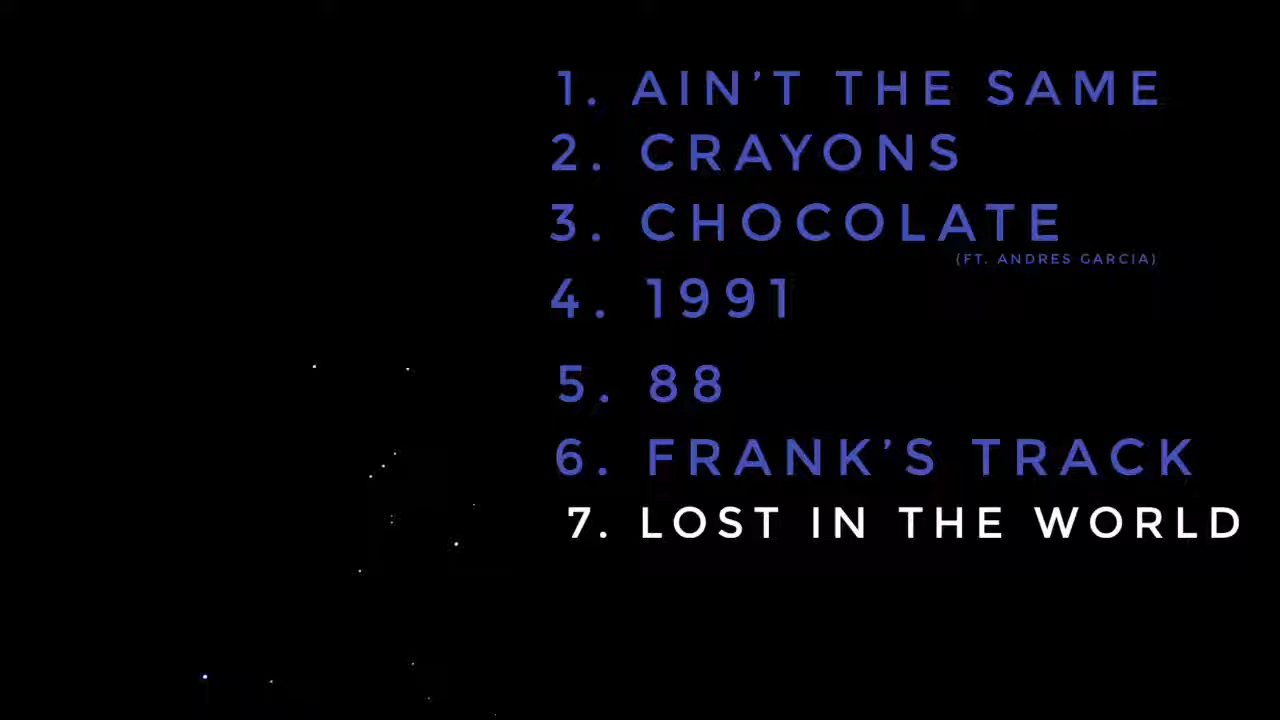 1. AIN'T THE SAME
2. CRAYONS
3. CHOCOLATE
(FT. ANDRES GARCIA)
4. 1991
5. 88
6. FRANK'S TRACK
7. LOST IN THE WORLD